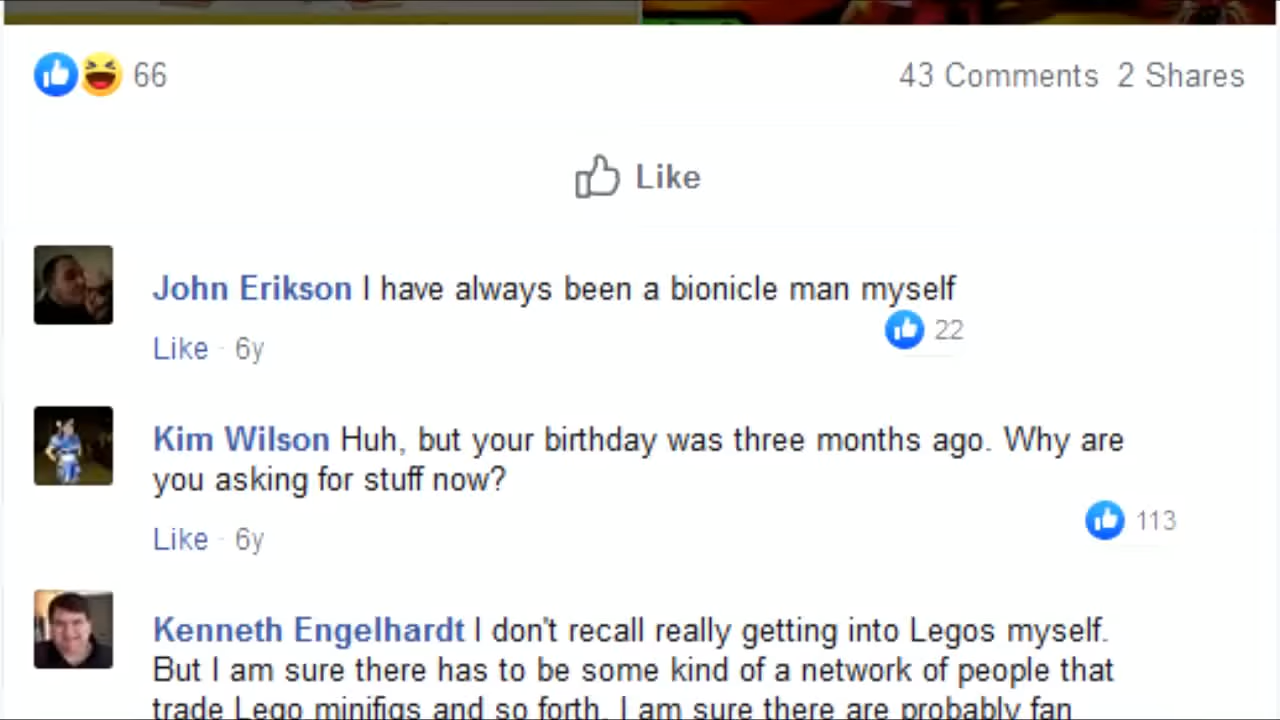 66
43 Comments 2 Shares
Like
John Erikson I have always been a bionicle man myself
22
Like · 6y
Kim Wilson Huh, but your birthday was three months ago. Why are
you asking for stuff now?
113
Like · 6y
Kenneth Engelhardt I don't recall really getting into Legos myself.
But I am sure there has to be some kind of a network of people that
trade Lego minifigs and so forth. I am sure there are probably fan